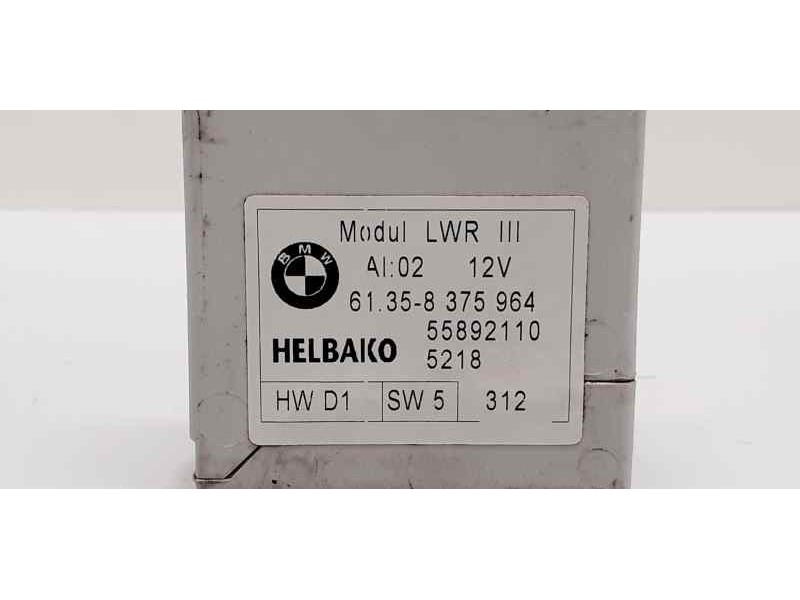 Modul LWR III
BMW
AI:02 12V
61.35-8 375 964
55892110
HELBAKO
5218
HW D1 SW 5 312